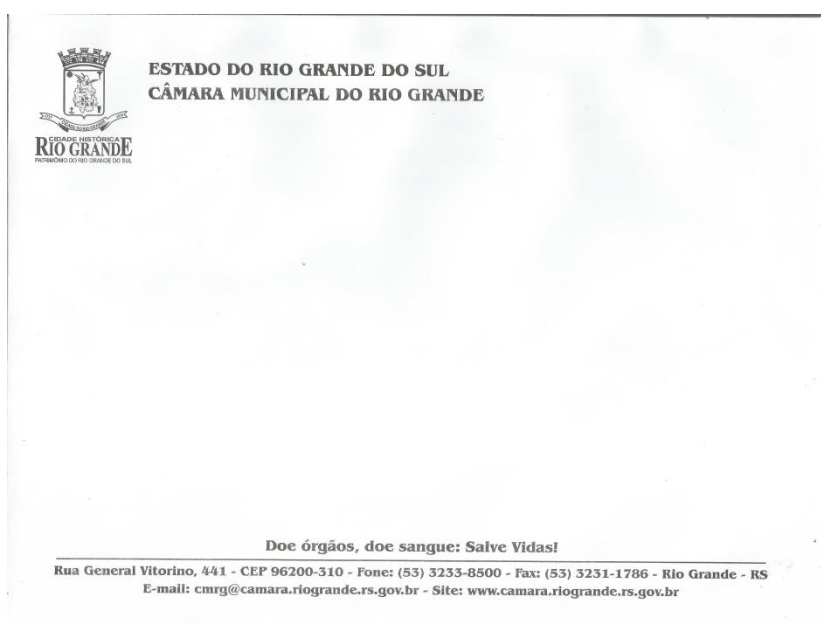 ESTADO DO RIO GRANDE DO SUL
CÂMARA MUNICIPAL DO RIO GRANDE
CIDADE HISTÓRICA
RIO GRANDE
PATRIMÔNIO DO RIO GRANDE DO SUL
Doe órgãos, doe sangue: Salve Vidas!
Rua General Vitorino, 441 - CEP 96200-310 - Fone: (53) 3233-8500 - Fax: (53) 3231-1786 - Rio Grande - RS
E-mail: cmrg@camara.riogrande.rs.gov.br - Site: www.camara.riogrande.rs.gov.br